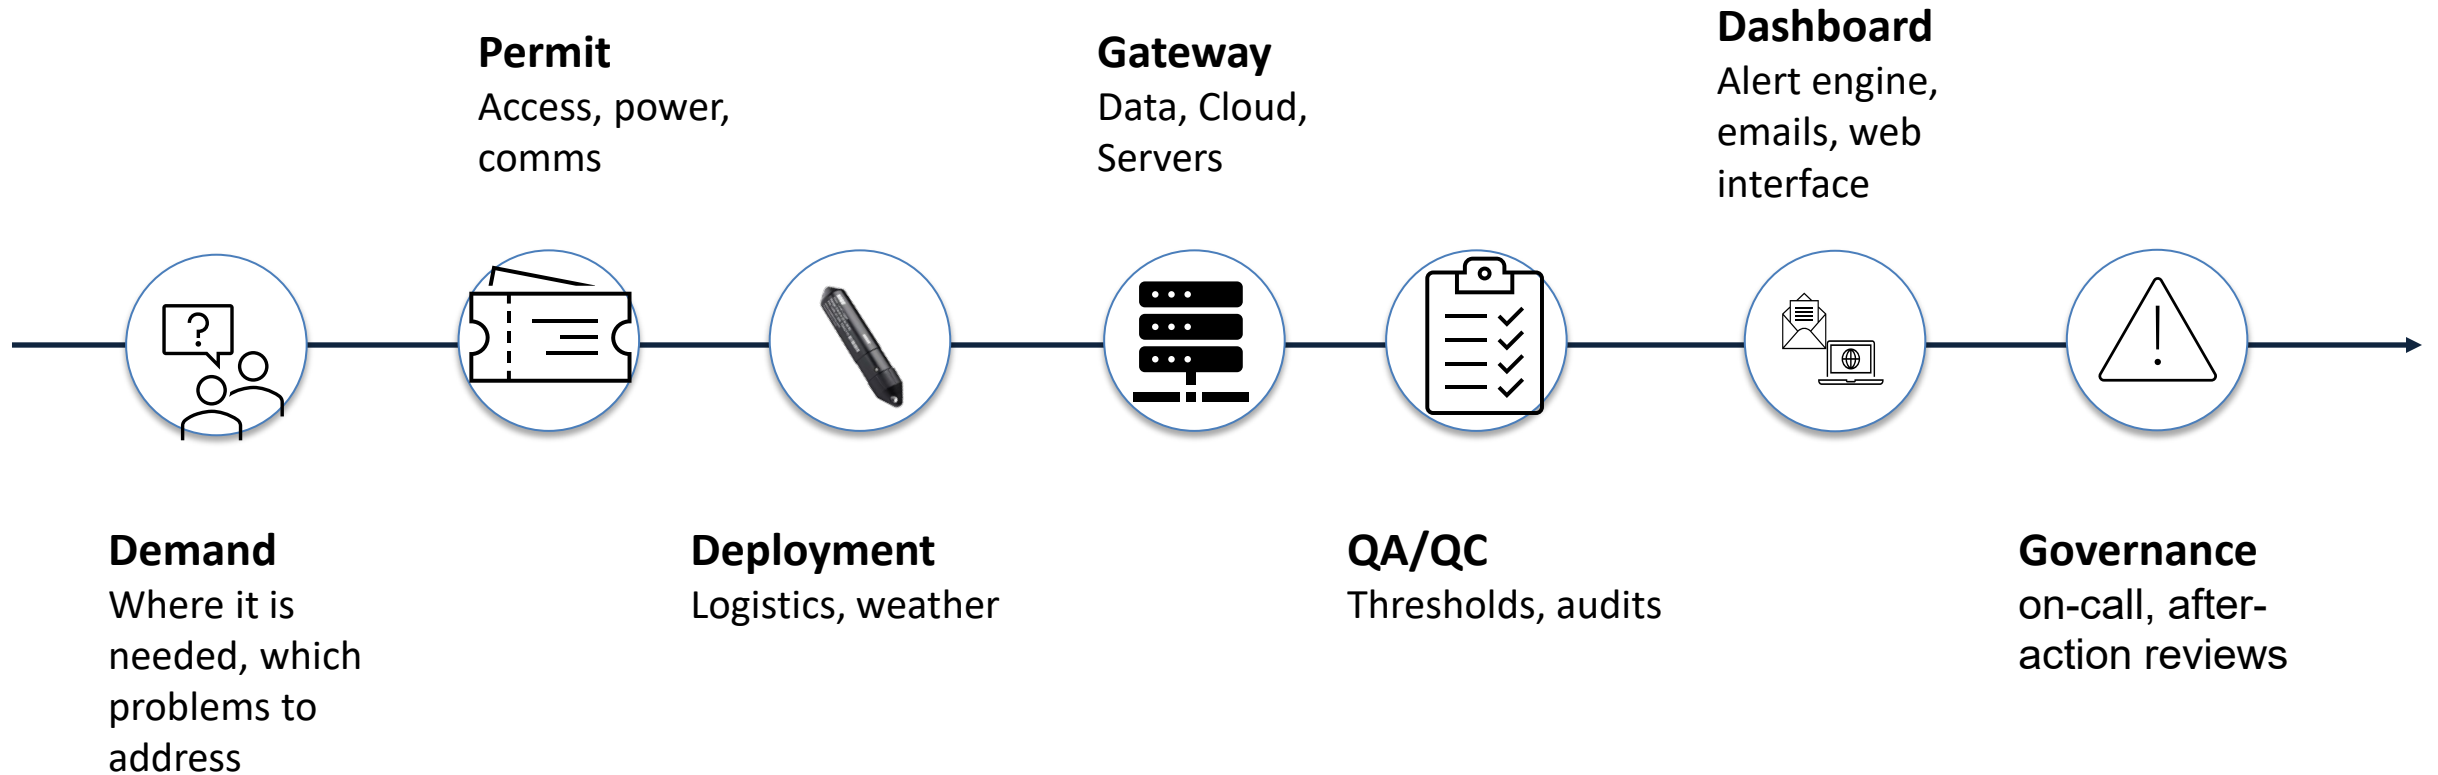 Demand
Where it is
needed, which
problems to
address
Permit
Access, power,
comms
Deployment
Logistics, weather
Gateway
Data, Cloud,
Servers
QA/QC
Thresholds, audits
Dashboard
Alert engine,
emails, web
interface
Governance
on-call, after-
action reviews
?